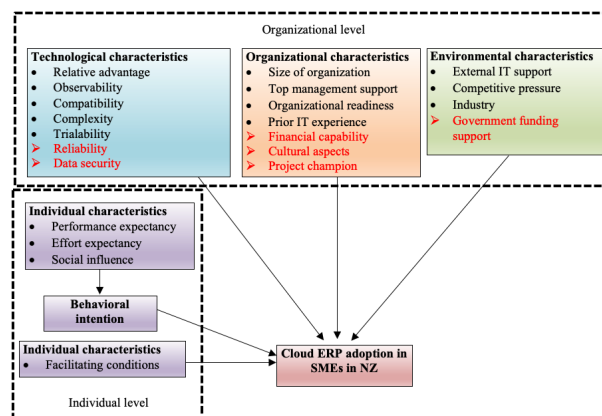 Organizational level
Technological characteristics
• Relative advantage
• Observability
• Compatibility
• Complexity
• Trialability
➢ Reliability
➢ Data security
Organizational characteristics
• Size of organization
• Top management support
• Organizational readiness
• Prior IT experience
➢ Financial capability
➢ Cultural aspects
➢ Project champion
Environmental characteristics
• External IT support
• Competitive pressure
• Industry
➢ Government funding
support
Individual characteristics
• Performance expectancy
• Effort expectancy
• Social influence
Behavioral
intention
Individual characteristics
• Facilitating conditions
Cloud ERP adoption in
SMEs in NZ
Individual level